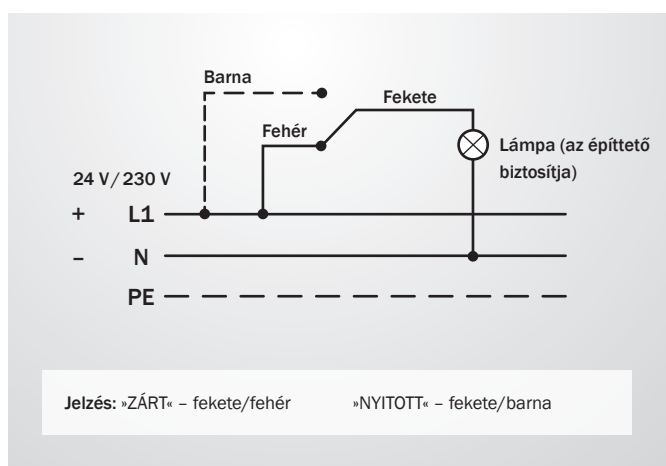 Barna
Fekete
Fehér
Lámpa (az építtető
biztosítja)
24 V/230 V
+ L1
– N
PE
Jelzés: »ZÁRT« – fekete/fehér »NYITOTT« – fekete/barna